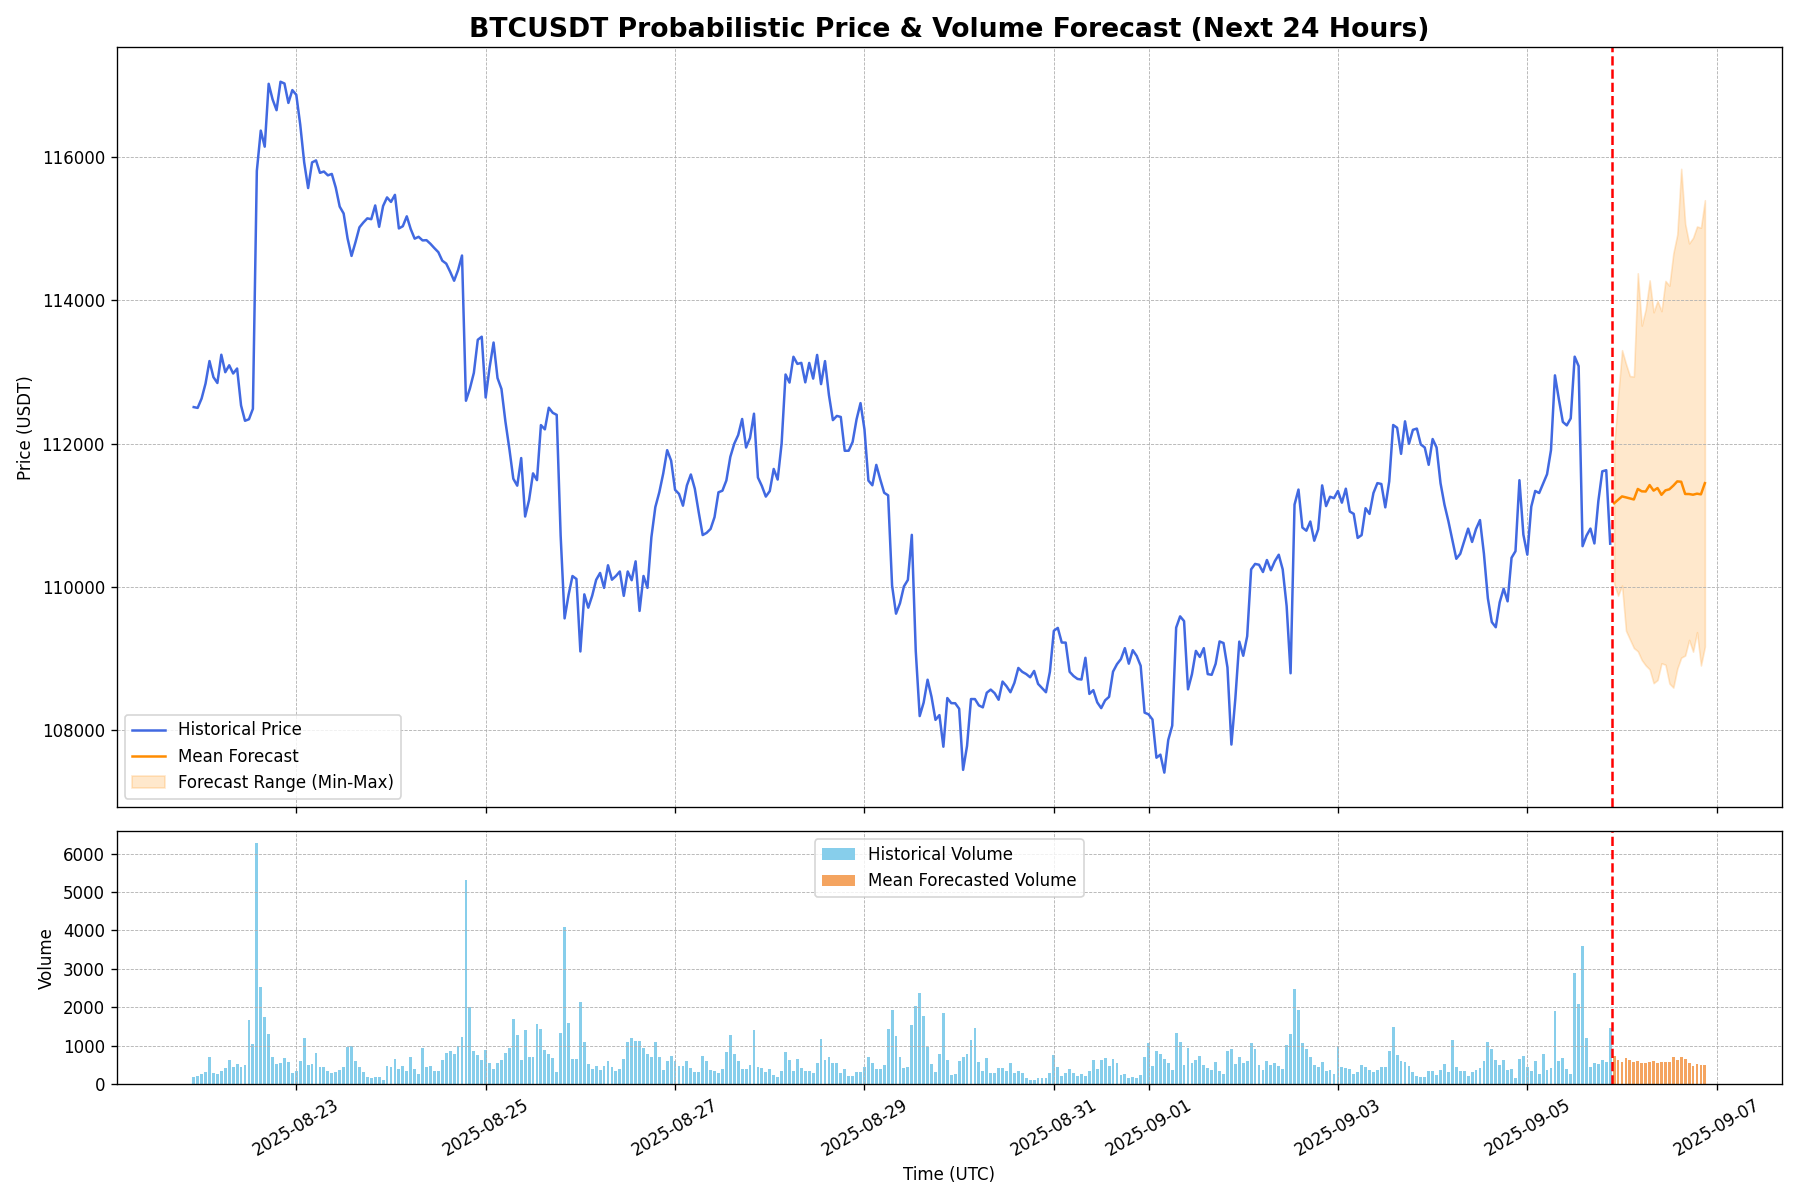 BTCUSDT Probabilistic Price & Volume Forecast (Next 24 Hours)
Price (USDT)
116000
114000
112000
110000
108000
Historical Price
Mean Forecast
Forecast Range (Min-Max)
Volume
6000
5000
4000
3000
2000
1000
0
Historical Volume
Mean Forecasted Volume
2025-08-23
2025-08-25
2025-08-27
2025-08-29
2025-08-31
2025-09-01
2025-09-03
2025-09-05
2025-09-07
Time (UTC)